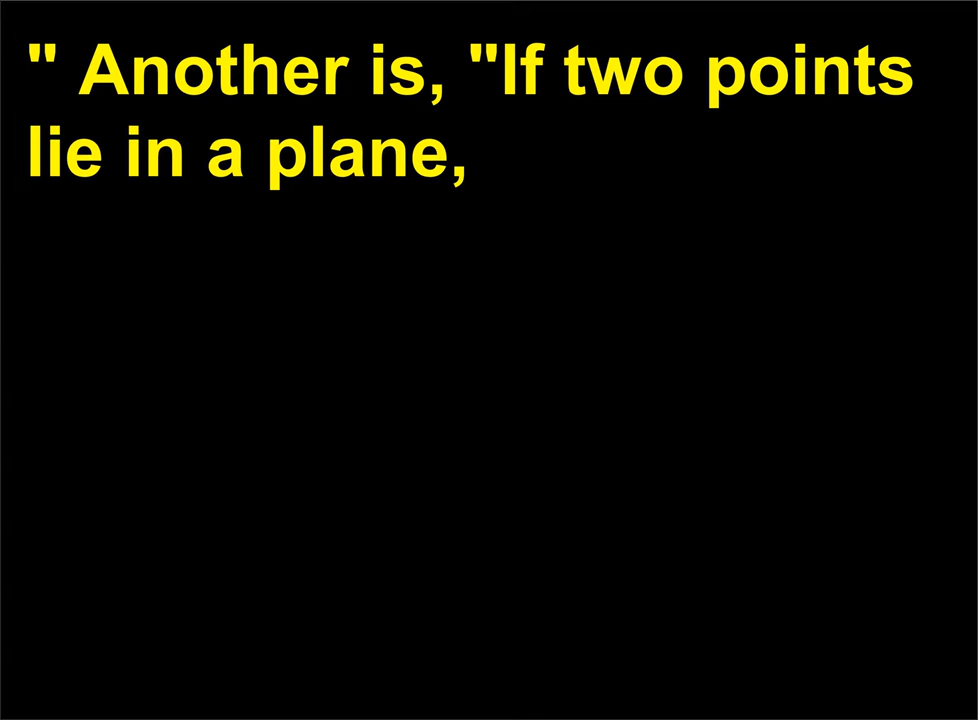 " Another is, "If two points
lie in a plane,